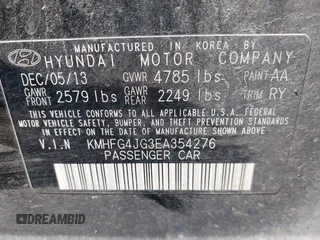 MANUFACTURED IN KOREA BY
HYUNDAI MOTOR COMPANY
DEC/05/13 GVWR 4785 lbs PAINT AA
GAWR FRONT 2579 lbs GAWR REAR 2249 lbs TRIM RY
THIS VEHICLE CONFORMS TO ALL APPLICABLE U.S.A. FEDERAL
MOTOR VEHICLE SAFETY, BUMPER, AND THEFT PREVENTION
STANDARDS IN EFFECT ON THE DATE OF MANUFACTURE
SHOWN ABOVE.
V.I.N KMHFG4JG3EA354276
PASSENGER CAR
©DREAMBID